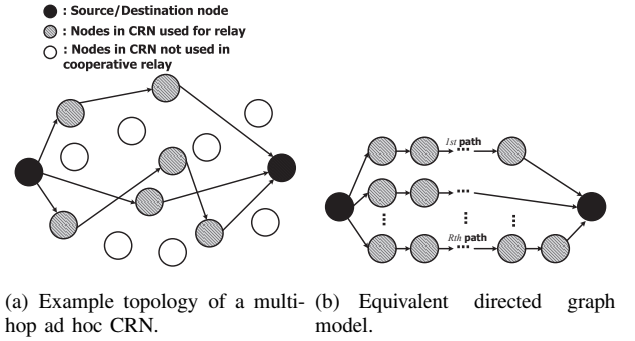 : Source/Destination node
: Nodes in CRN used for relay
: Nodes in CRN not used in
cooperative relay
1st path
Rth path
(a) Example topology of a multi-
hop ad hoc CRN.
(b) Equivalent directed graph
model.